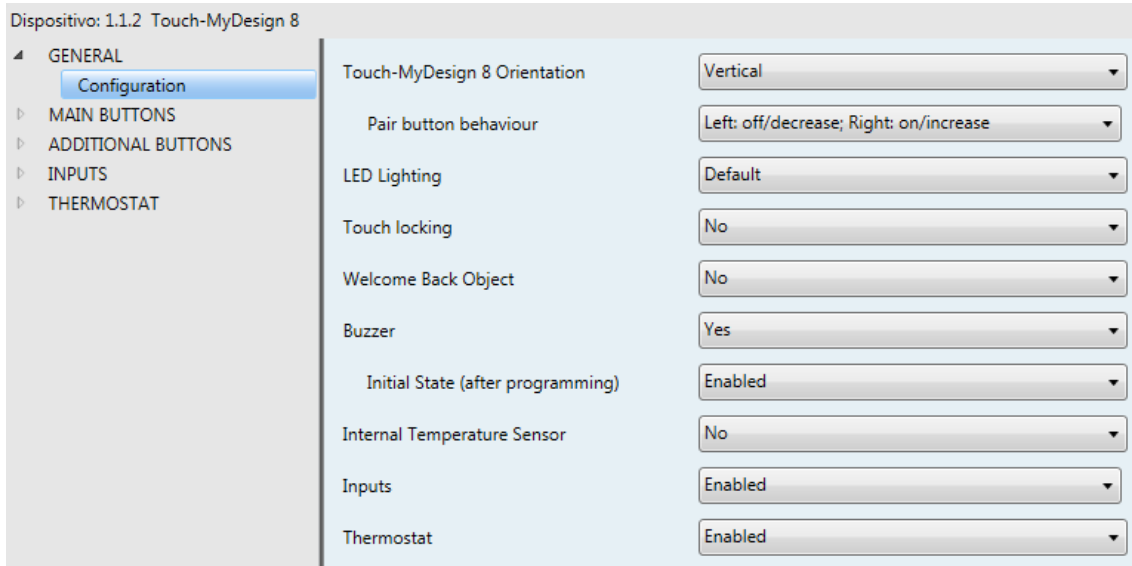 Dispositivo: 1.1.2 Touch-MyDesign 8
GENERAL
Configuration
MAIN BUTTONS
ADDITIONAL BUTTONS
INPUTS
THERMOSTAT
Touch-MyDesign 8 Orientation Vertical
Pair button behaviour Left: off/decrease; Right: on/increase
LED Lighting Default
Touch locking No
Welcome Back Object No
Buzzer Yes
Initial State (after programming) Enabled
Internal Temperature Sensor No
Inputs Enabled
Thermostat Enabled